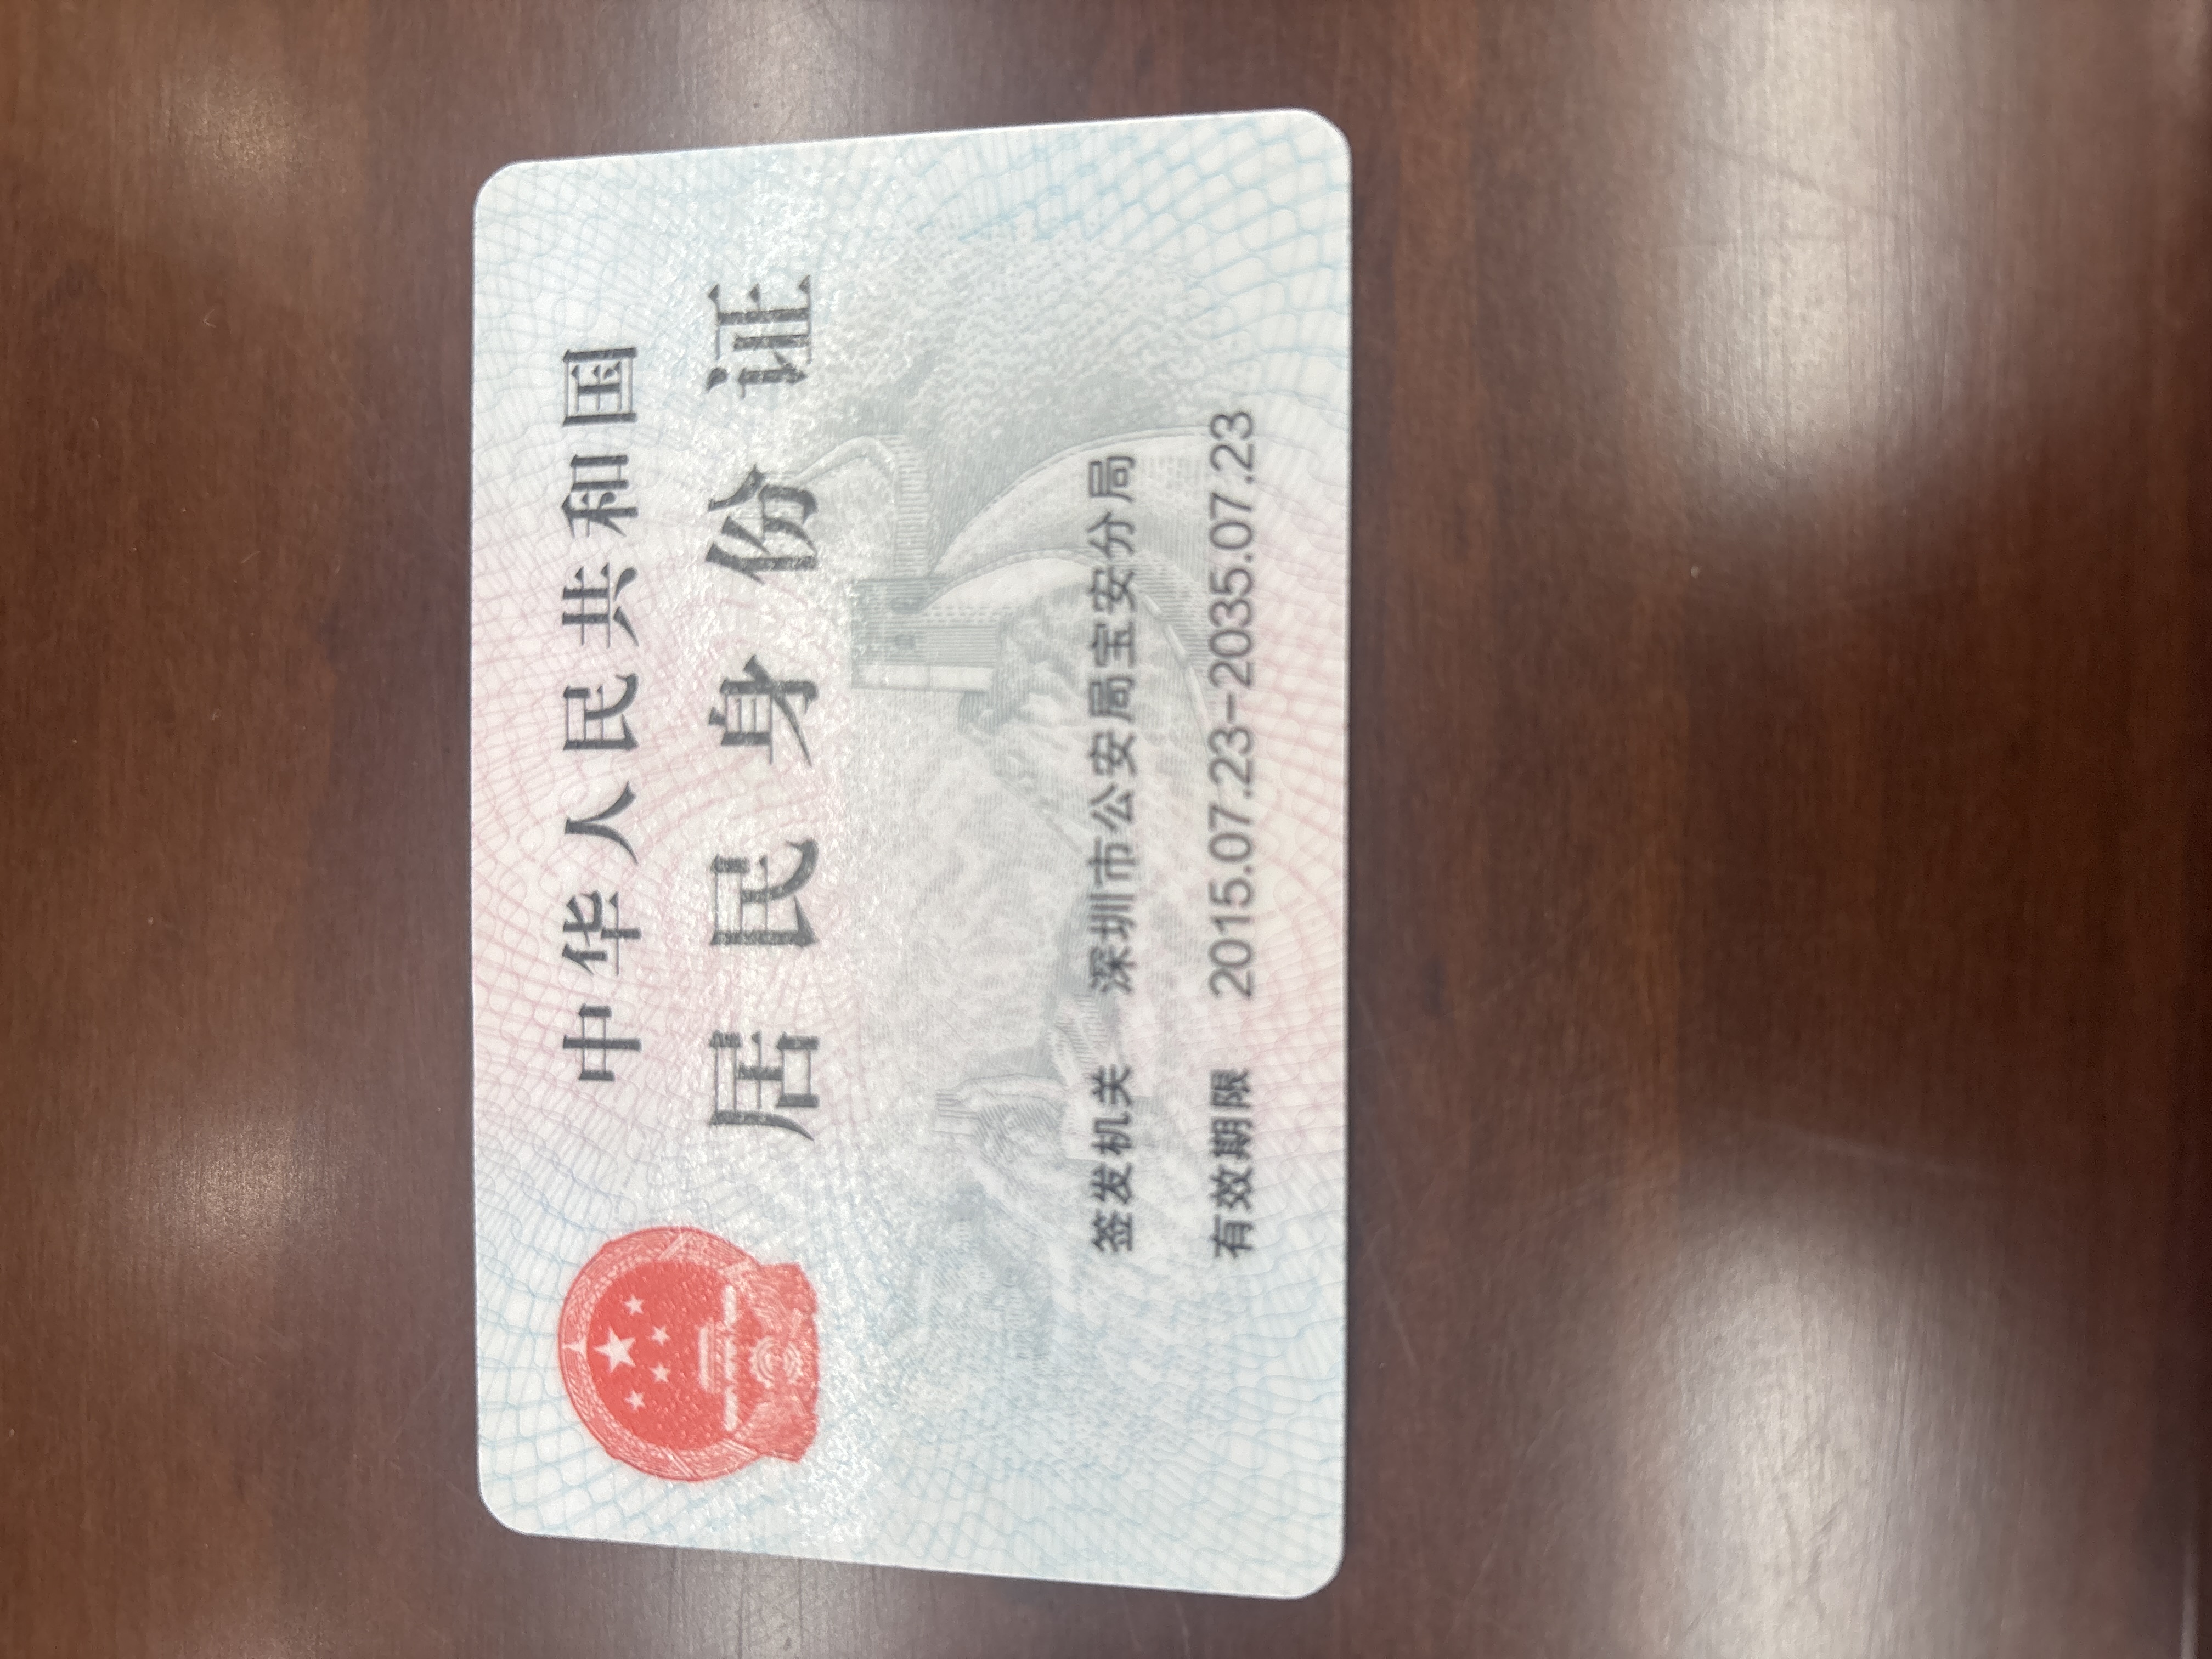 中华人民共和国
居民身份证
签发机关 深圳市公安局宝安分局
有效期限 2015.07.23-2035.07.23